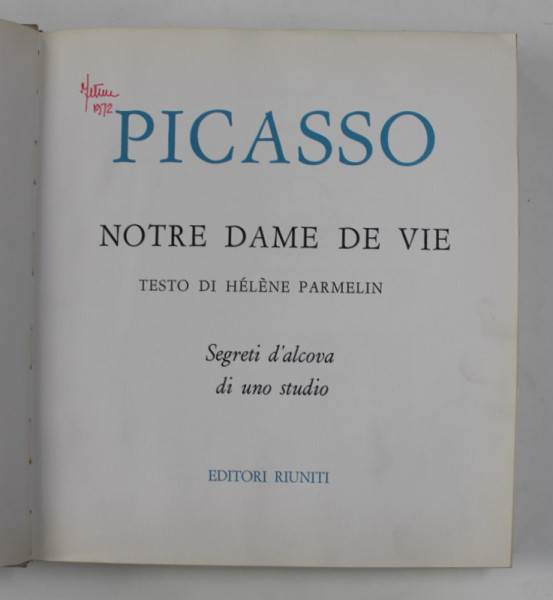 1972
PICASSO
NOTRE DAME DE VIE
TESTO DI HÉLÈNE PARMELIN
Segreti d'alcova
di uno studio
EDITORI RIUNITI